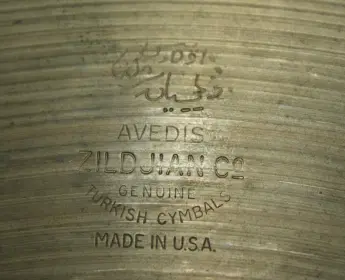 AVEDIS
ZILDJIAN Co
GENUINE
TURKISH CYMBALS
MADE IN U.S.A.